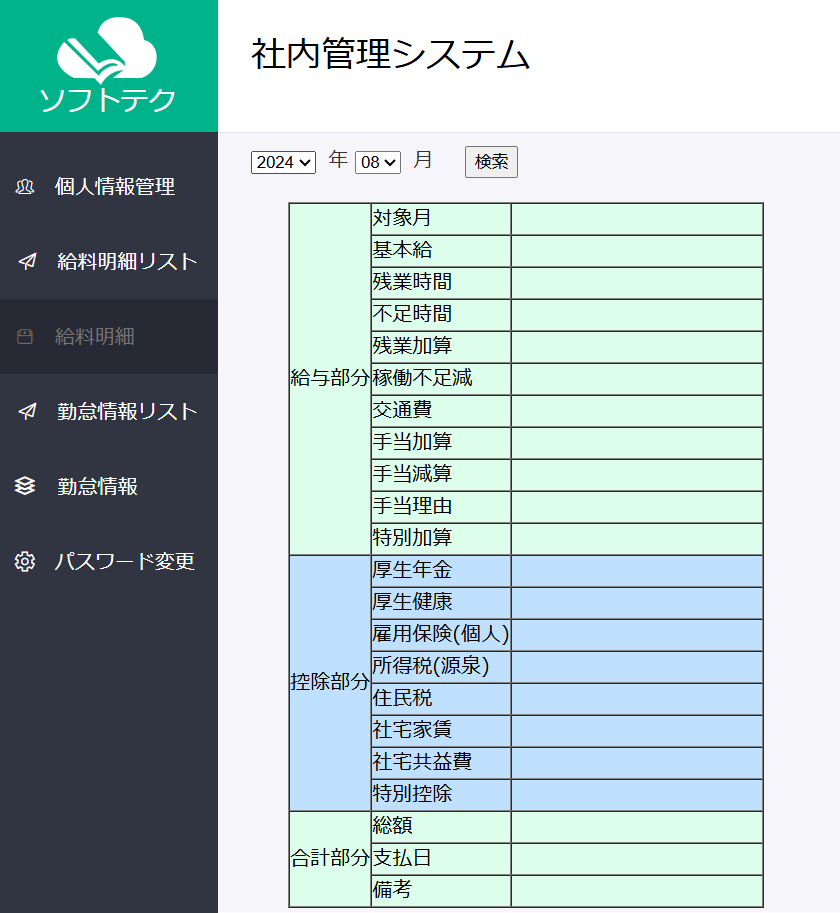 ソフトテク
社内管理システム
個人情報管理
給料明細リスト
給料明細
勤怠情報リスト
勤怠情報
パスワード変更
2024 年 08 月 検索
給与部分
対象月
基本給
残業時間
不足時間
残業加算
稼働不足減
交通費
手当加算
手当減算
手当理由
特別加算
控除部分
厚生年金
厚生健康
雇用保険(個人)
所得税(源泉)
住民税
社宅家賃
社宅共益費
特別控除
合計部分
総額
支払日
備考